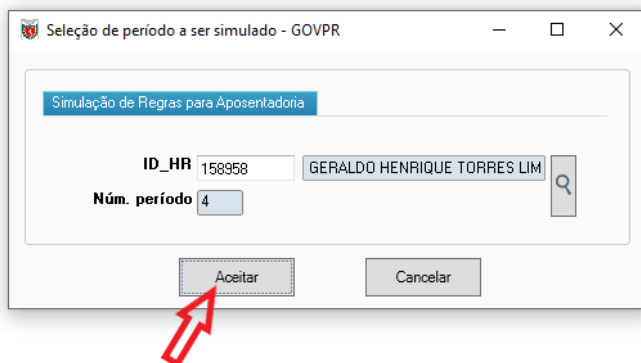 Seleção de período a ser simulado - GOVPR
Simulação de Regras para Aposentadoria
ID_HR 158958 GERALDO HENRIQUE TORRES LIM
Núm. período 4
Aceitar Cancelar